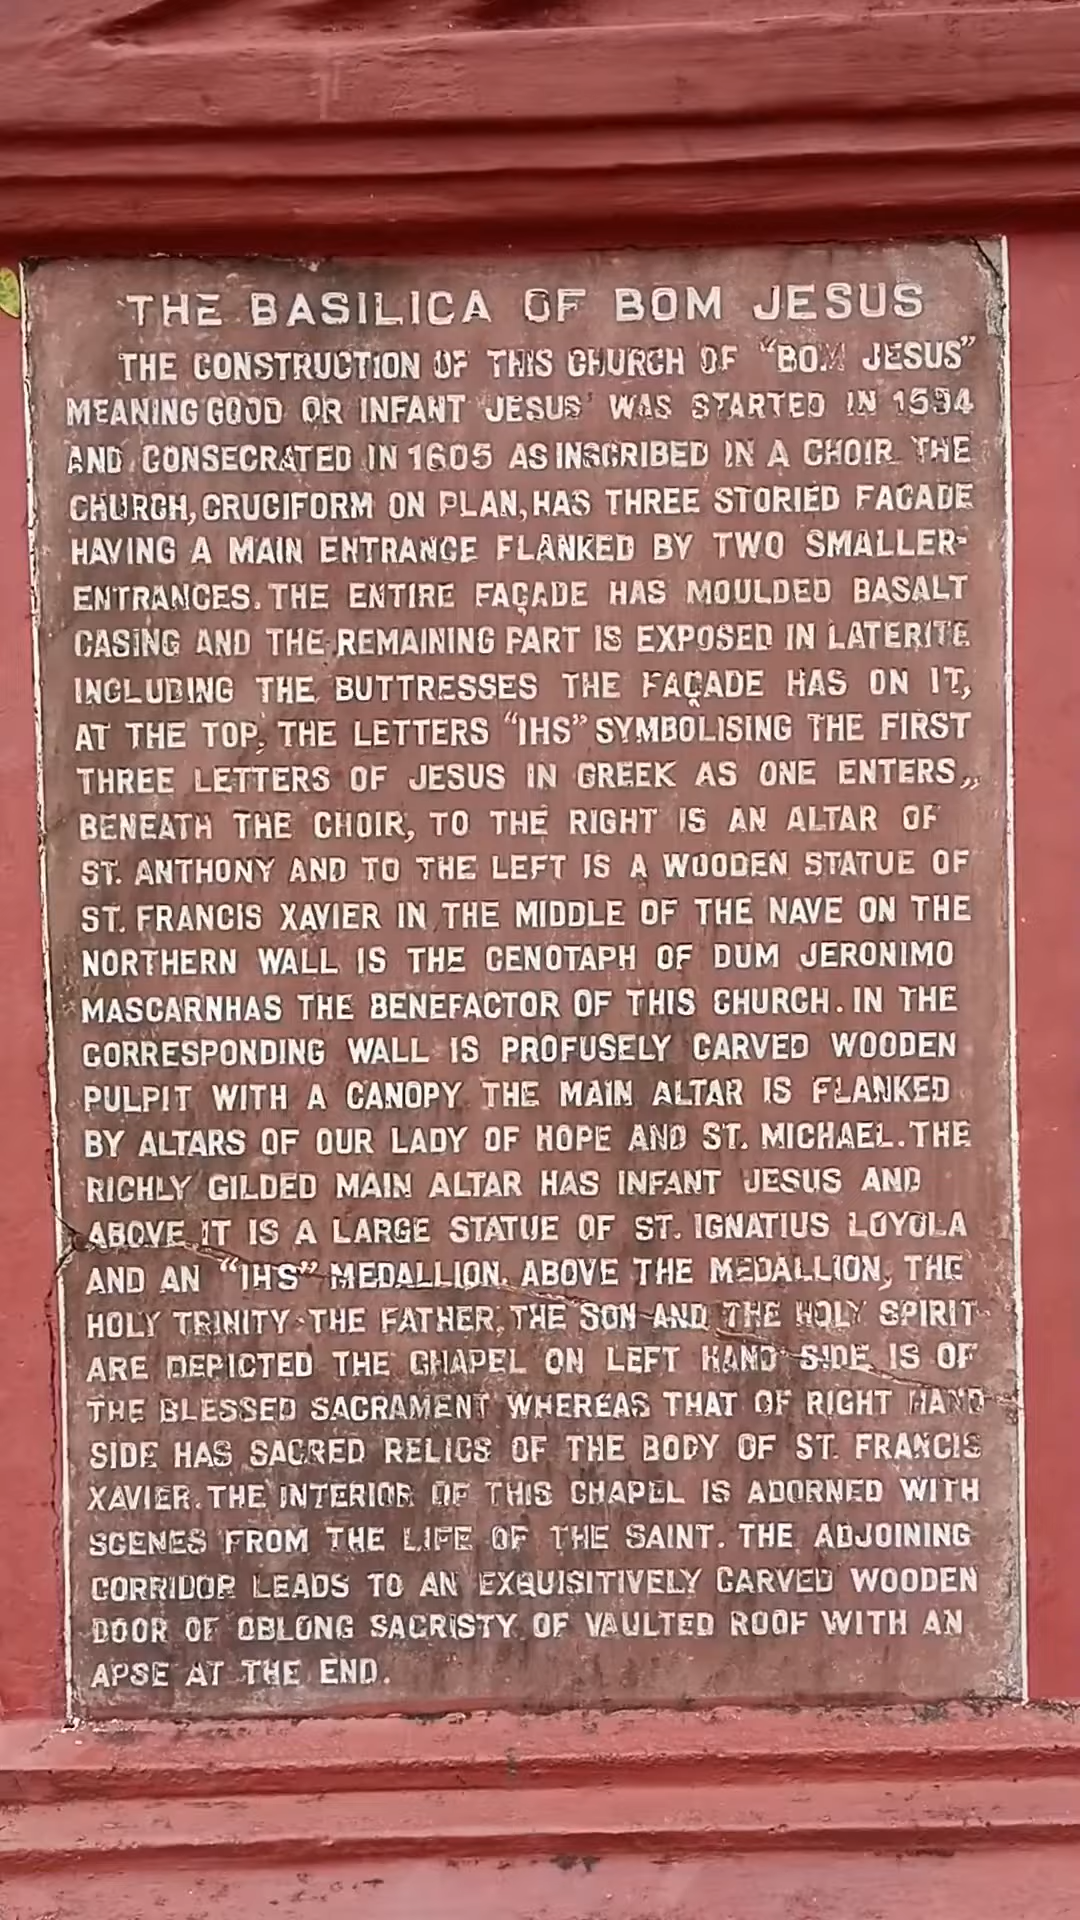 THE BASILICA OF BOM JESUS
THE CONSTRUCTION OF THIS CHURCH OF "BOM JESUS"
MEANING GOOD OR INFANT 'JESUS' WAS STARTED IN 1594
AND CONSECRATED IN 1605 AS INSCRIBED IN A CHOIR THE
CHURCH, CRUCIFORM ON PLAN, HAS THREE STORIED FACADE
HAVING A MAIN ENTRANCE FLANKED BY TWO SMALLER-
ENTRANCES. THE ENTIRE FAÇADE HAS MOULDED BASALT
CASING AND THE REMAINING PART IS EXPOSED IN LATERITE
INCLUDING THE BUTTRESSES THE FAÇADE HAS ON IT,
AT THE TOP, THE LETTERS "IHS" SYMBOLISING THE FIRST
THREE LETTERS OF JESUS IN GREEK AS ONE ENTERS,,
BENEATH THE CHOIR, TO THE RIGHT IS AN ALTAR OF
ST. ANTHONY AND TO THE LEFT IS A WOODEN STATUE OF
ST. FRANCIS XAVIER IN THE MIDDLE OF THE NAVE ON THE
NORTHERN WALL IS THE CENOTAPH OF DUM JERONIMO
MASCARNHAS THE BENEFACTOR OF THIS CHURCH. IN THE
CORRESPONDING WALL IS PROFUSELY CARVED WOODEN
PULPIT WITH A CANOPY THE MAIN ALTAR IS FLANKED
BY ALTARS OF OUR LADY OF HOPE AND ST. MICHAEL. THE
RICHLY GILDED MAIN ALTAR HAS INFANT JESUS AND
ABOVE IT IS A LARGE STATUE OF ST. IGNATIUS LOYOLA
AND AN "IHS" MEDALLION. ABOVE THE MEDALLION, THE
HOLY TRINITY-THE FATHER, THE SON AND THE HOLY SPIRIT-
ARE DEPICTED THE CHAPEL ON LEFT HAND SIDE IS OF
THE BLESSED SACRAMENT WHEREAS THAT OF RIGHT HAND
SIDE HAS SACRED RELICS OF THE BODY OF ST. FRANCIS
XAVIER. THE INTERIOR OF THIS CHAPEL IS ADORNED WITH
SCENES FROM THE LIFE OF THE SAINT. THE ADJOINING
CORRIDOR LEADS TO AN EXQUISITIVELY CARVED WOODEN
DOOR OF OBLONG SACRISTY OF VAULTED ROOF WITH AN
APSE AT THE END.